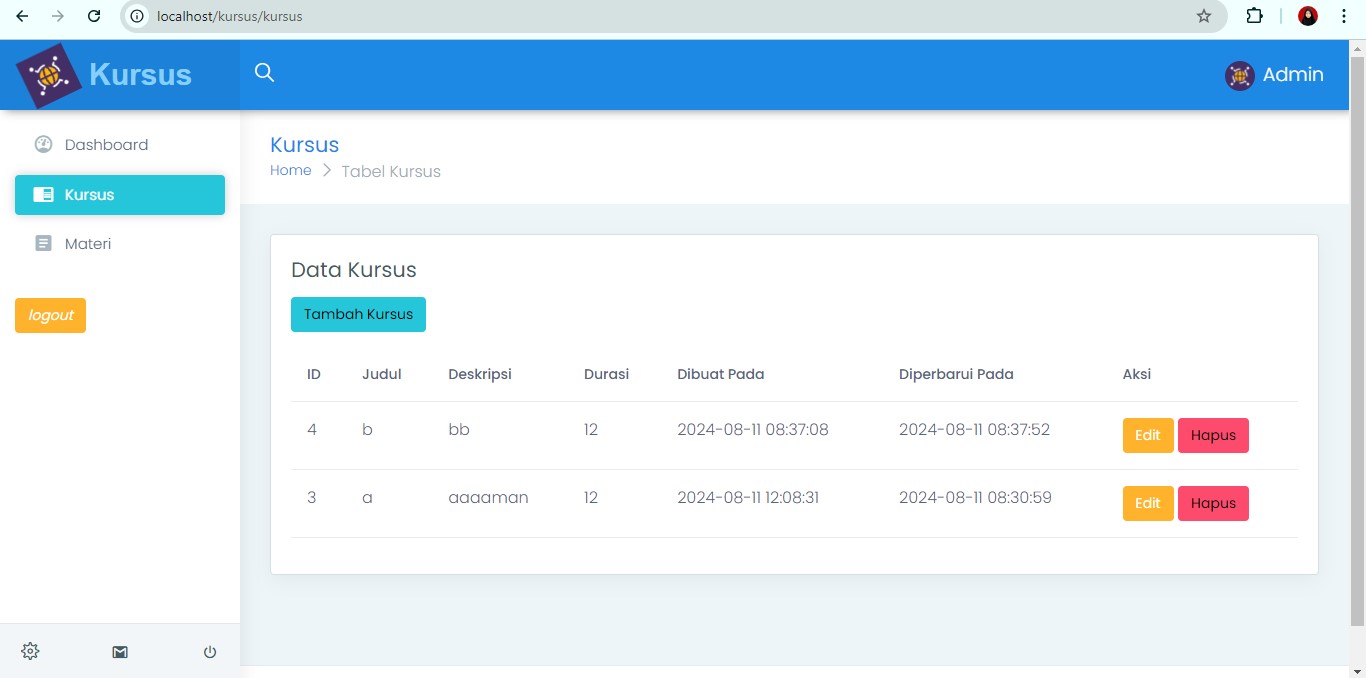 localhost/kursus/kursus
Kursus
Admin
Dashboard
Kursus
Materi
logout
Kursus
Home > Tabel Kursus
Data Kursus
Tambah Kursus
ID Judul Deskripsi Durasi Dibuat Pada Diperbarui Pada Aksi
4 b bb 12 2024-08-11 08:37:08 2024-08-11 08:37:52 Edit Hapus
3 a aaaaman 12 2024-08-11 12:08:31 2024-08-11 08:30:59 Edit Hapus